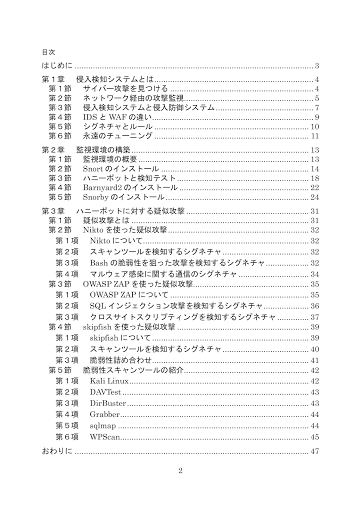 目次
はじめに ........ 3
第１章　侵入検知システムとは ........ 4
第１節　サイバー攻撃を見つける ........ 4
第２節　ネットワーク経由の攻撃監視 ........ 5
第３節　侵入検知システムと侵入防御システム ........ 7
第４節　IDS と WAF の違い ........ 9
第５節　シグネチャとルール ........ 10
第６節　永遠のチューニング ........ 11
第２章　監視環境の構築 ........ 13
第１節　監視環境の概要 ........ 13
第２節　Snort のインストール ........ 14
第３節　ハニーポットと検知テスト ........ 18
第４節　Barnyard2 のインストール ........ 22
第５節　Snorby のインストール ........ 24
第３章　ハニーポットに対する疑似攻撃 ........ 31
第１節　疑似攻撃とは ........ 31
第２節　Nikto を使った疑似攻撃 ........ 32
第１項　Nikto について ........ 32
第２項　スキャンツールを検知するシグネチャ ........ 32
第３項　Bash の脆弱性を狙った攻撃を検知するシグネチャ ........ 32
第４項　マルウェア感染に関する通信のシグネチャ ........ 34
第３節　OWASP ZAP を使った疑似攻撃 ........ 35
第１項　OWASP ZAP について ........ 35
第２項　SQL インジェクション攻撃を検知するシグネチャ ........ 36
第３項　クロスサイトスクリプティングを検知するシグネチャ ........ 37
第４節　skipfish を使った疑似攻撃 ........ 39
第１項　skipfish について ........ 39
第２項　スキャンツールを検知するシグネチャ ........ 40
第３項　脆弱性詰め合わせ ........ 41
第５節　脆弱性スキャンツールの紹介 ........ 42
第１項　Kali Linux ........ 42
第２項　DAVTest ........ 43
第３項　DirBuster ........ 43
第４項　Grabber ........ 44
第５項　sqlmap ........ 44
第６項　WPScan ........ 45
おわりに ........ 47
2